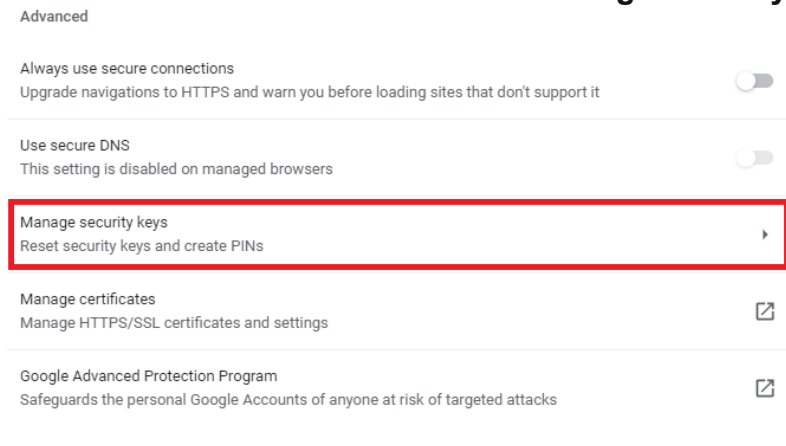 Advanced
Always use secure connections
Upgrade navigations to HTTPS and warn you before loading sites that don't support it
Use secure DNS
This setting is disabled on managed browsers
Manage security keys
Reset security keys and create PINs
Manage certificates
Manage HTTPS/SSL certificates and settings
Google Advanced Protection Program
Safeguards the personal Google Accounts of anyone at risk of targeted attacks